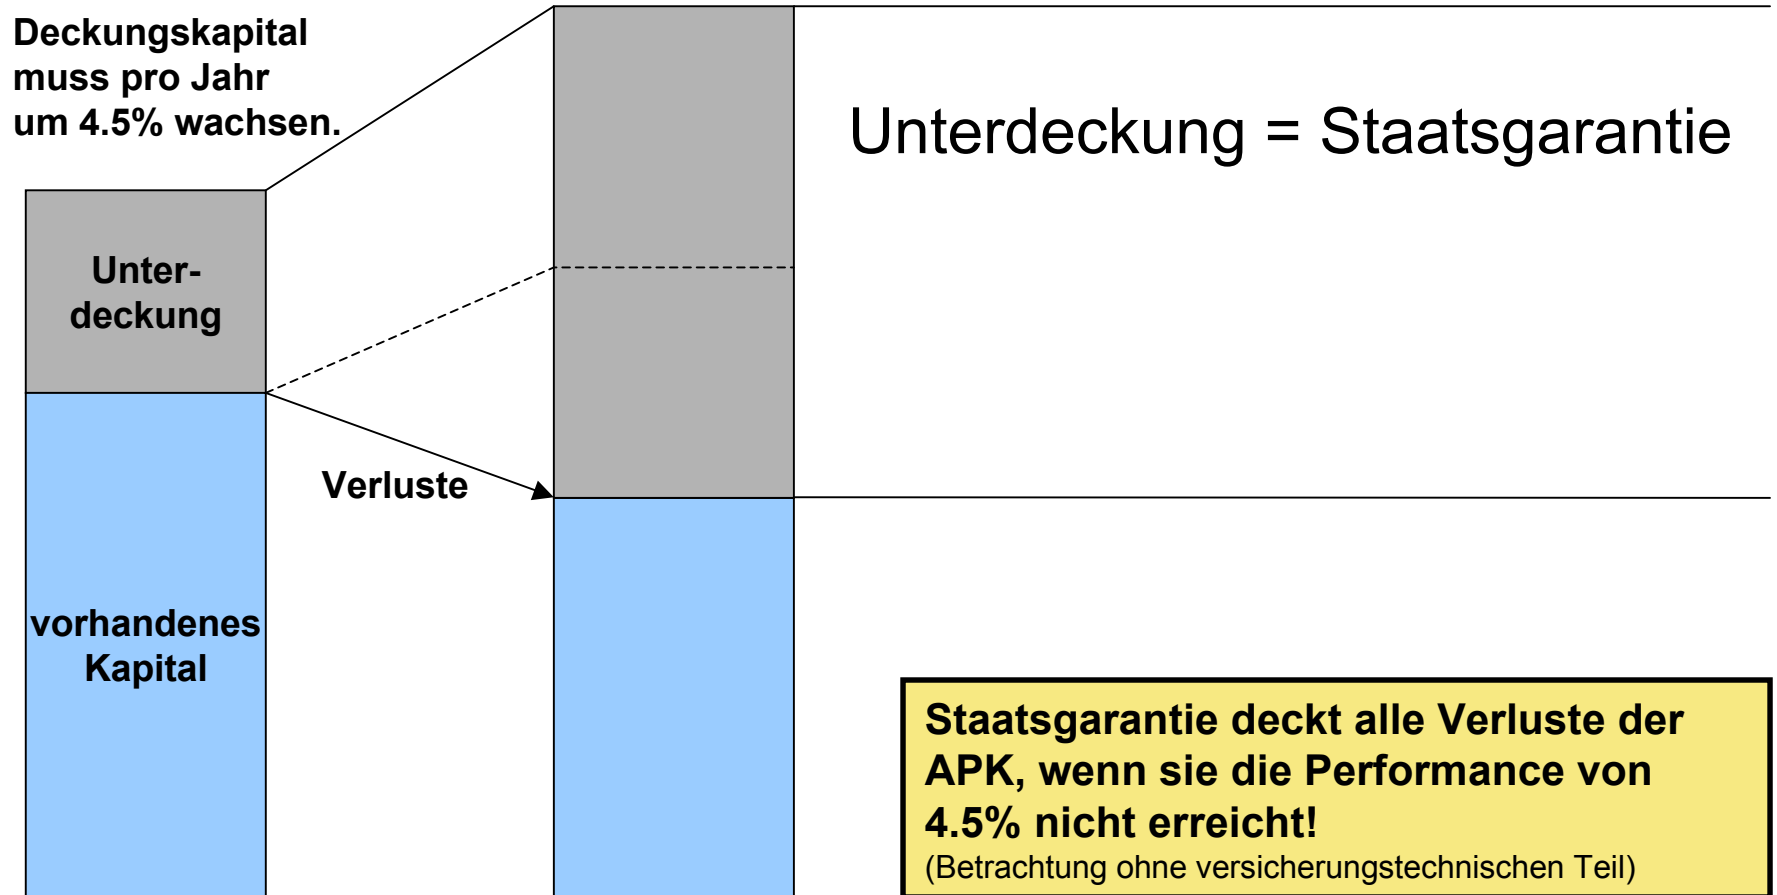 Deckungskapital
muss pro Jahr
um 4.5% wachsen.
Unterdeckung = Staatsgarantie
Unter-
deckung
Verluste
vorhandenes
Kapital
Staatsgarantie deckt alle Verluste der
APK, wenn sie die Performance von
4.5% nicht erreicht!
(Betrachtung ohne versicherungstechnischen Teil)